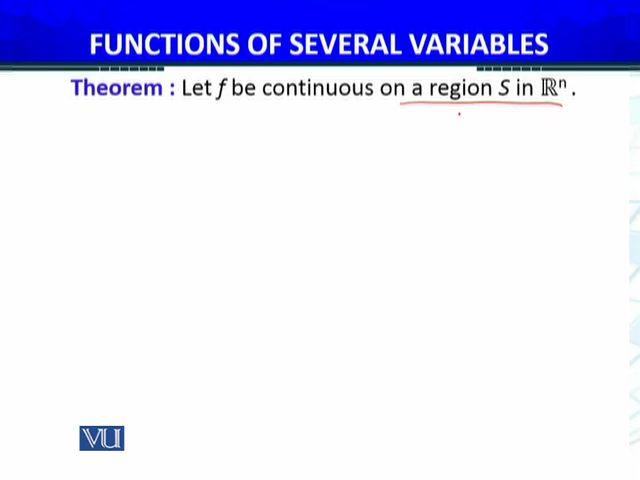 FUNCTIONS OF SEVERAL VARIABLES
Theorem : Let f be continuous on a region S in ℝⁿ .
VU